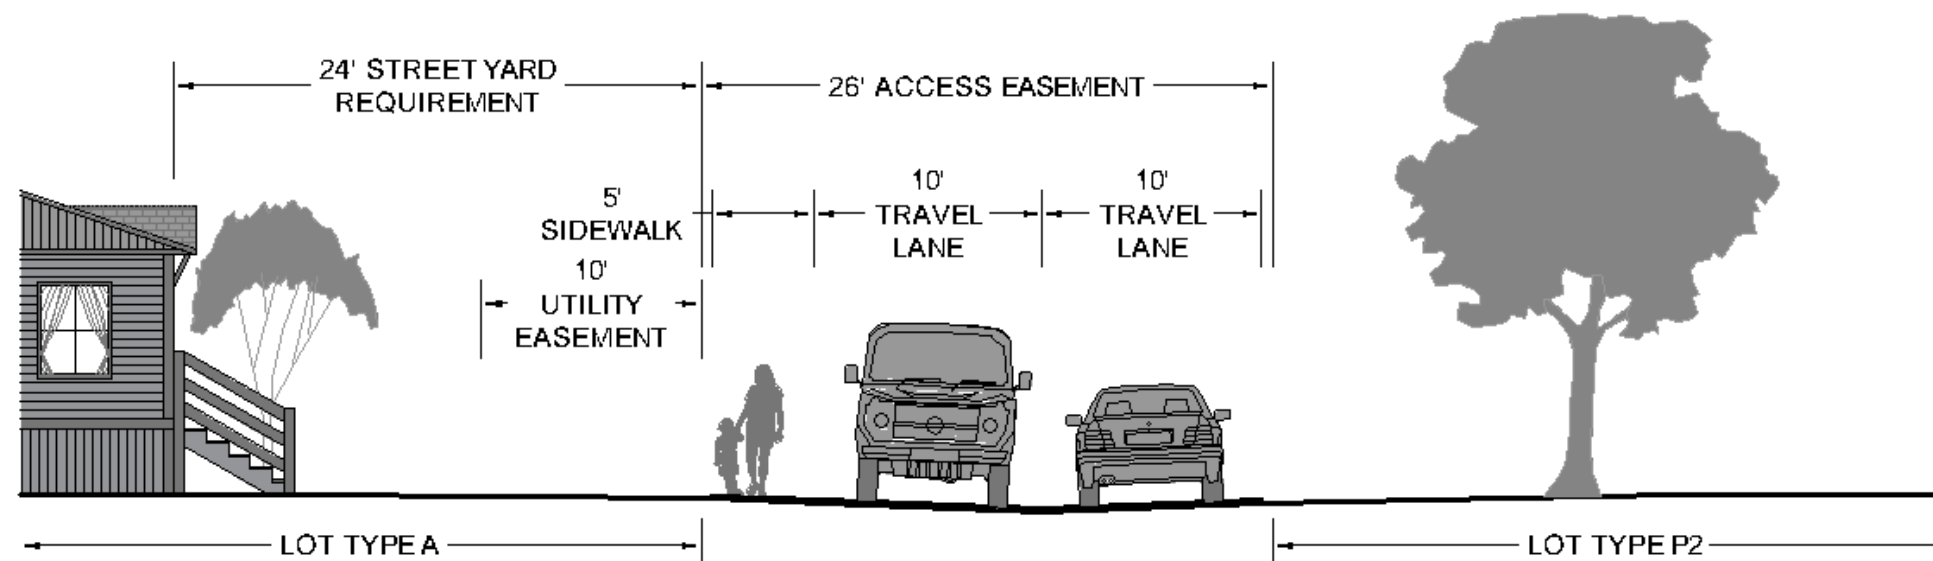 24' STREET YARD
REQUIREMENT
26' ACCESS EASEMENT
5'
SIDEWALK
10'
TRAVEL
LANE
10'
TRAVEL
LANE
10'
UTILITY
EASEMENT
LOT TYPE A
LOT TYPE P2